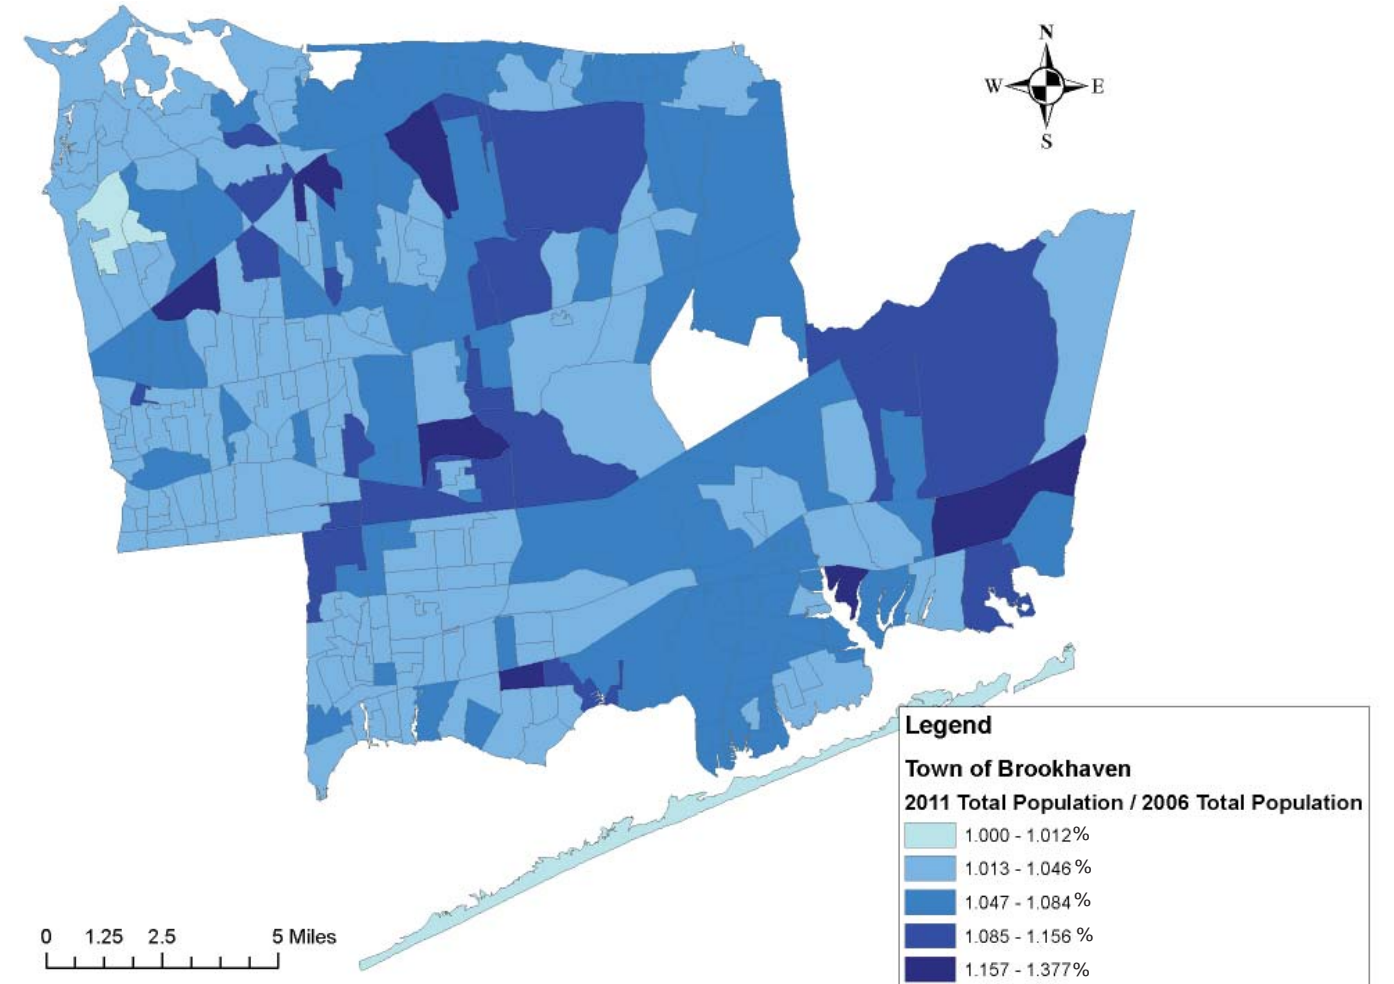 N
W E
S
Legend
Town of Brookhaven
2011 Total Population / 2006 Total Population
1.000 - 1.012%
1.013 - 1.046 %
1.047 - 1.084 %
1.085 - 1.156 %
1.157 - 1.377%
0 1.25 2.5 5 Miles